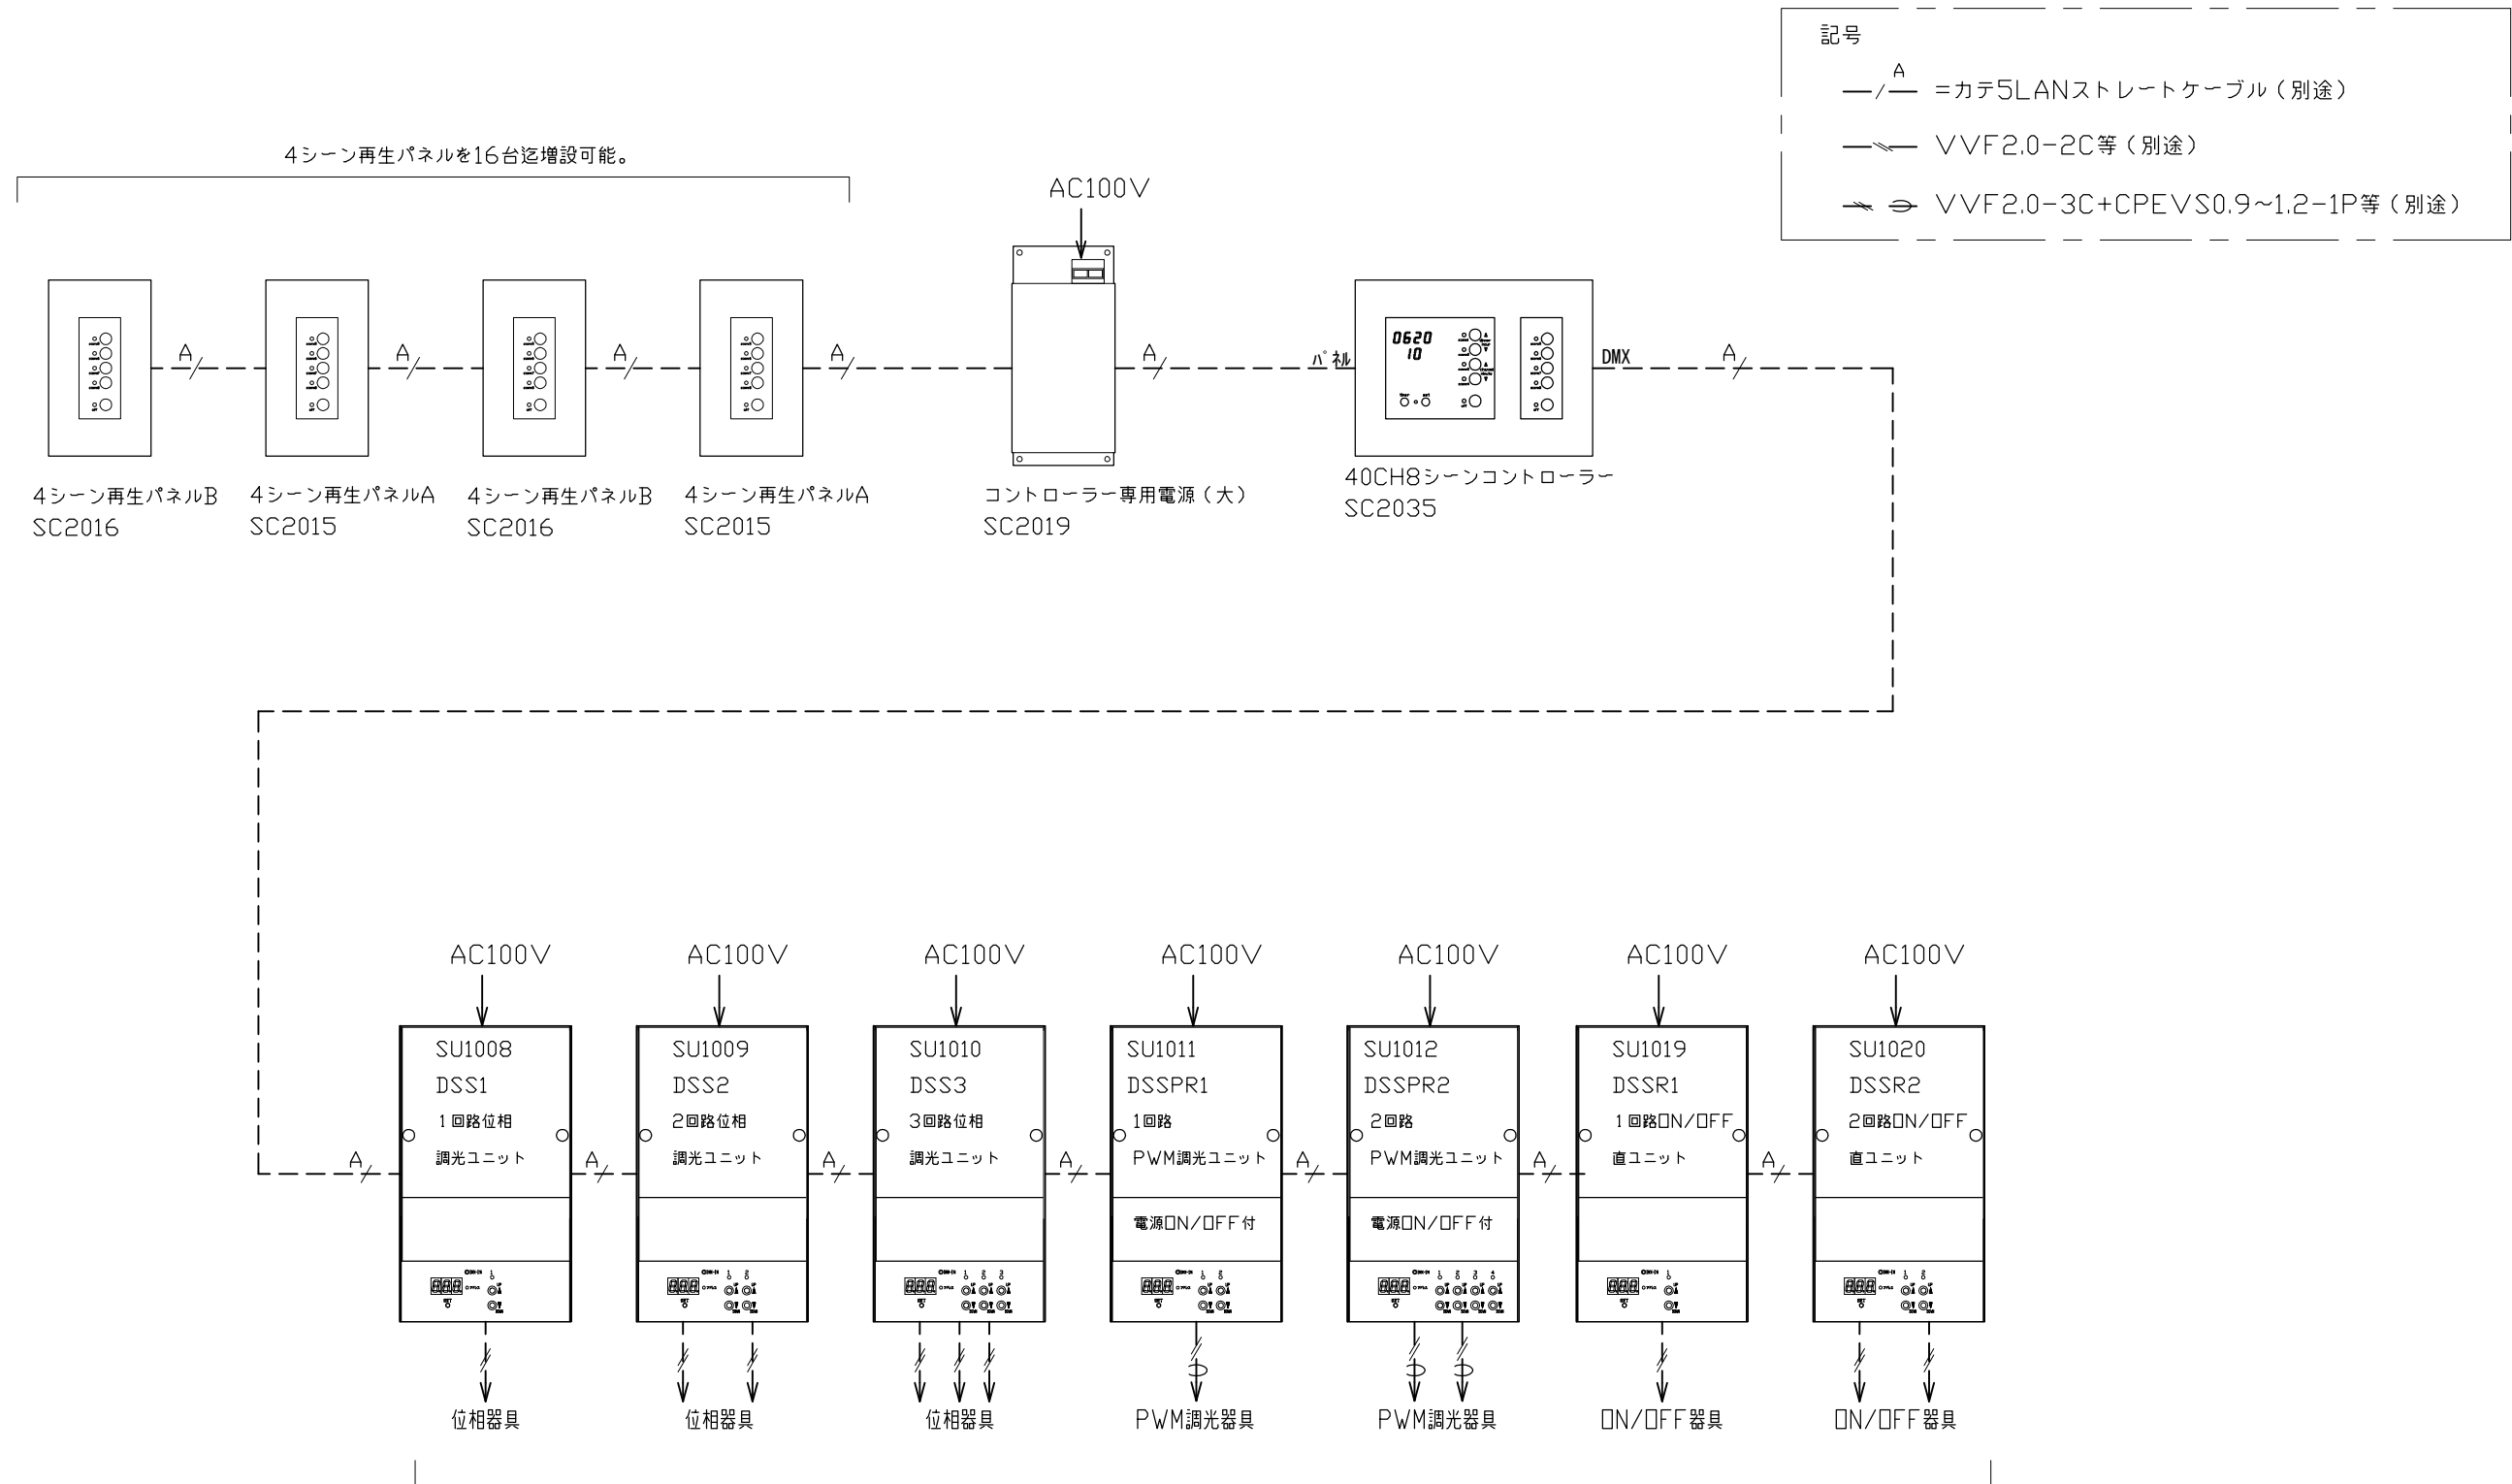 記号
A
=カテ5LANストレートケーブル(別途)
VVF2.0-2C等(別途)
VVF2.0-3C+CPEVS0.9~1.2-1P等(別途)
4シーン再生パネルを16台迄増設可能。
AC100V
A
A
A
A
A
パネル
0620
10
DMX
A
4シーン再生パネルB
SC2016
4シーン再生パネルA
SC2015
4シーン再生パネルB
SC2016
4シーン再生パネルA
SC2015
コントローラー専用電源(大)
SC2019
40CH8シーンコントローラー
SC2035
AC100V
AC100V
AC100V
AC100V
AC100V
AC100V
AC100V
A
SU1008
DSS1
1回路位相
調光ユニット
1
A
SU1009
DSS2
2回路位相
調光ユニット
1 2
A
SU1010
DSS3
3回路位相
調光ユニット
1 2 3
A
SU1011
DSSPR1
1回路
PWM調光ユニット
電源ON/OFF付
1 2
A
SU1012
DSSPR2
2回路
PWM調光ユニット
電源ON/OFF付
1 2 3 4
A
SU1019
DSSR1
1回路ON/OFF
直ユニット
1
A
SU1020
DSSR2
2回路ON/OFF
直ユニット
1 2
位相器具
位相器具
位相器具
PWM調光器具
PWM調光器具
ON/OFF器具
ON/OFF器具